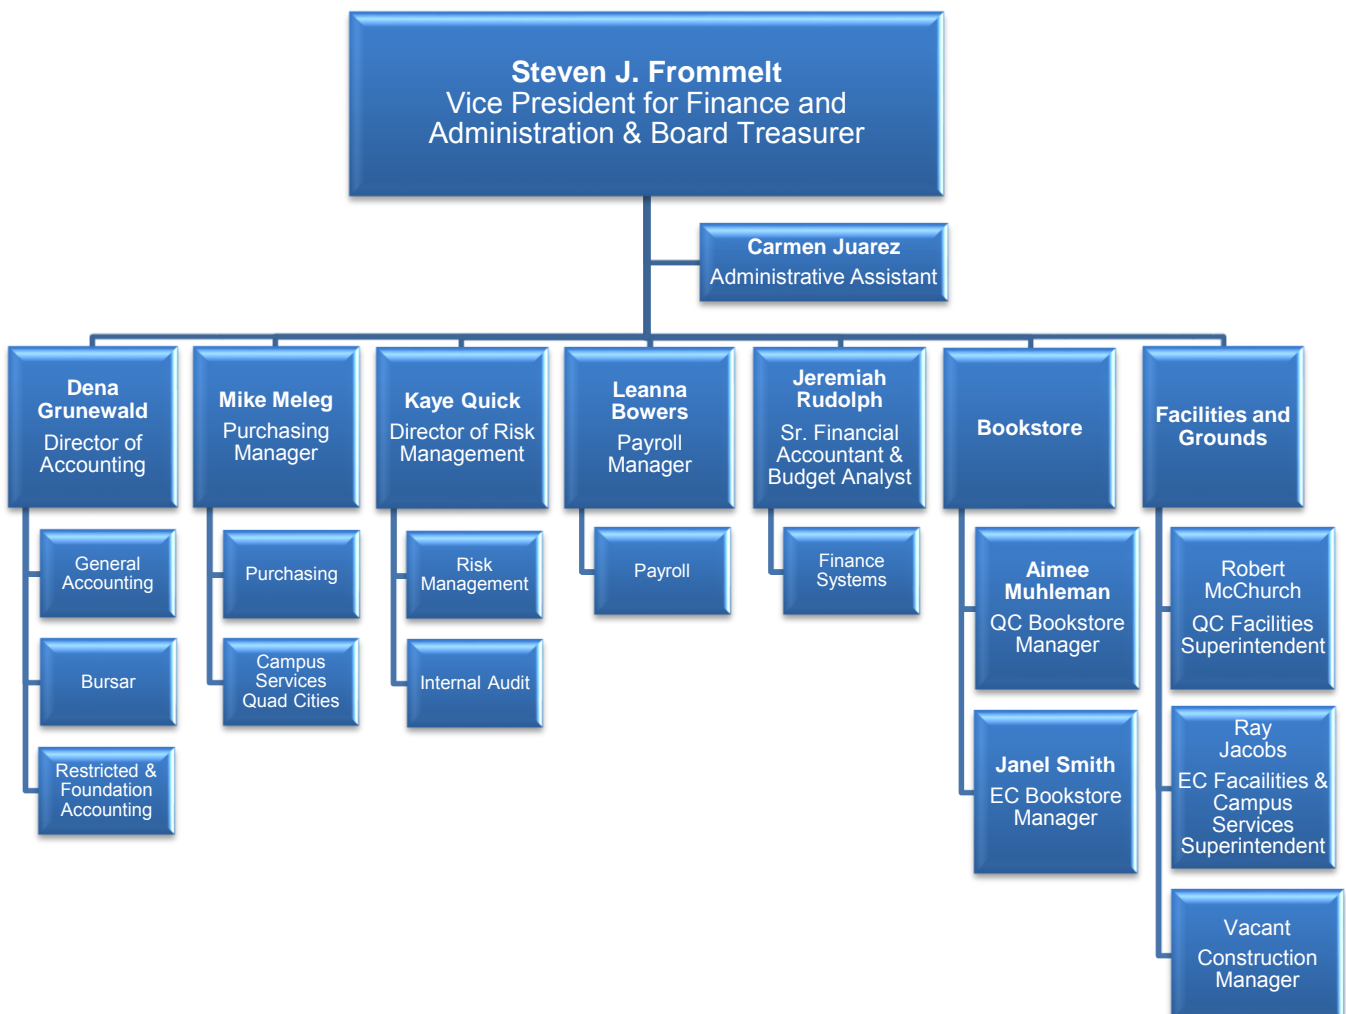 Steven J. Frommelt
Vice President for Finance and
Administration & Board Treasurer
Carmen Juarez
Administrative Assistant
Dena
Grunewald
Director of
Accounting
General
Accounting
Bursar
Restricted &
Foundation
Accounting
Mike Meleg
Purchasing
Manager
Purchasing
Campus
Services
Quad Cities
Kaye Quick
Director of Risk
Management
Risk
Management
Internal Audit
Leanna
Bowers
Payroll
Manager
Payroll
Jeremiah
Rudolph
Sr. Financial
Accountant &
Budget Analyst
Finance
Systems
Bookstore
Aimee
Muhleman
QC Bookstore
Manager
Janel Smith
EC Bookstore
Manager
Facilities and
Grounds
Robert
McChurch
QC Facilities
Superintendent
Ray
Jacobs
EC Facailities &
Campus
Services
Superintendent
Vacant
Construction
Manager